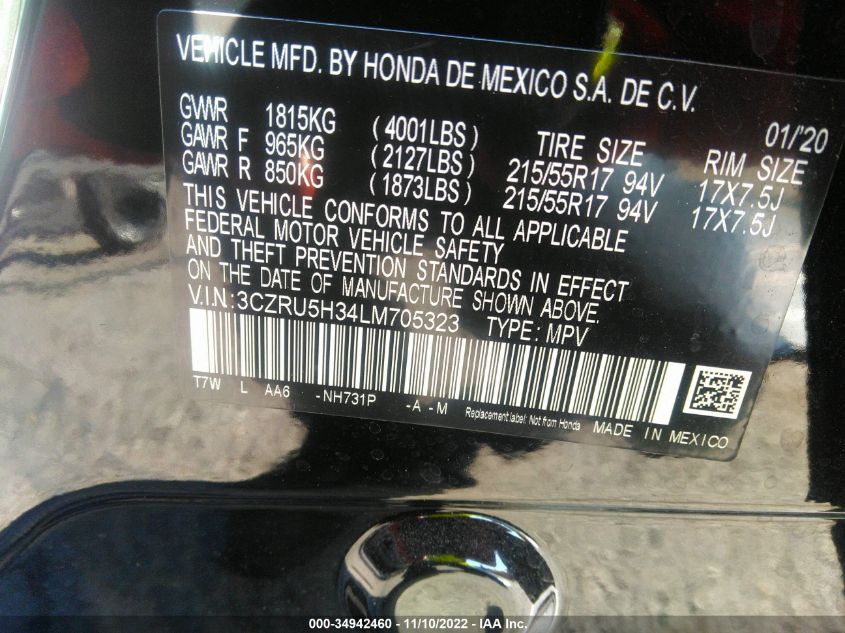 VEHICLE MFD. BY HONDA DE MEXICO S.A. DE C.V.
01/'20
GVWR 1815KG (4001LBS) TIRE SIZE RIM SIZE
GAWR F 965KG (2127LBS) 215/55R17 94V 17X7.5J
GAWR R 850KG (1873LBS) 215/55R17 94V 17X7.5J
THIS VEHICLE CONFORMS TO ALL APPLICABLE
FEDERAL MOTOR VEHICLE SAFETY
AND THEFT PREVENTION STANDARDS IN EFFECT
ON THE DATE OF MANUFACTURE SHOWN ABOVE.
V.I.N.:3CZRU5H34LM705323 TYPE: MPV
T7W L AA6 -NH731P -A -M Replacement label: Not from Honda MADE IN MEXICO
000-34942460 - 11/10/2022 - IAA Inc.